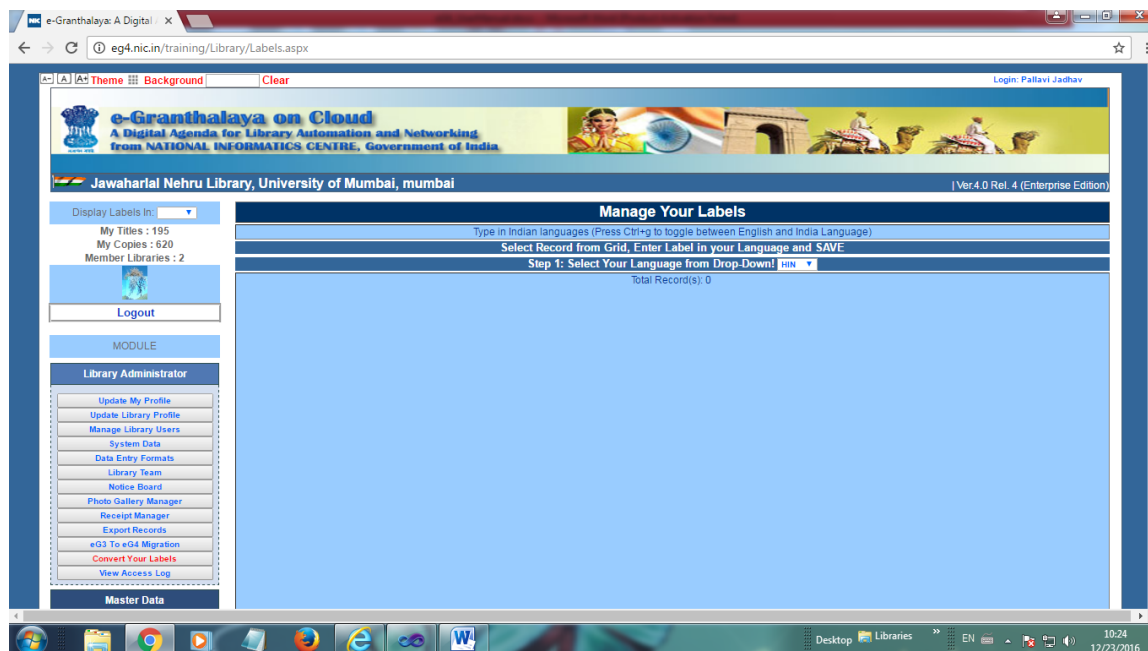 e-Granthalaya: A Digital
eg4.nic.in/training/Library/Labels.aspx
A- A A+ Theme Background Clear
Login: Pallavi Jadhav
e-Granthalaya on Cloud
A Digital Agenda for Library Automation and Networking
from NATIONAL INFORMATICS CENTRE, Government of India
Jawaharlal Nehru Library, University of Mumbai, mumbai
| Ver.4.0 Rel. 4 (Enterprise Edition)
Display Labels In:
My Titles : 195
My Copies : 620
Member Libraries : 2
Logout
MODULE
Library Administrator
Update My Profile
Update Library Profile
Manage Library Users
System Data
Data Entry Formats
Library Team
Notice Board
Photo Gallery Manager
Receipt Manager
Export Records
eG3 To eG4 Migration
Convert Your Labels
View Access Log
Master Data
Manage Your Labels
Type in Indian languages (Press Ctrl+g to toggle between English and India Language)
Select Record from Grid, Enter Label in your Language and SAVE
Step 1: Select Your Language from Drop-Down! HIN
Total Record(s): 0
Desktop Libraries » EN 10:24
12/23/2016